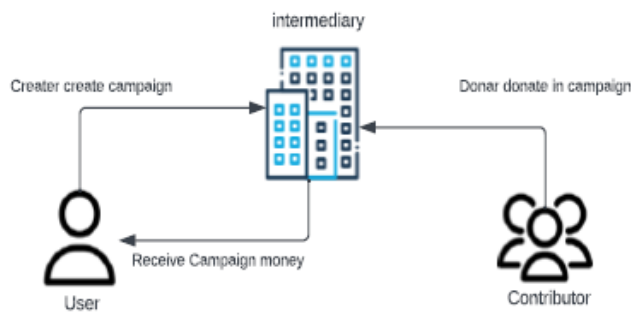 intermediary
Creater create campaign
Donar donate in campaign
Receive Campaign money
User
Contributor